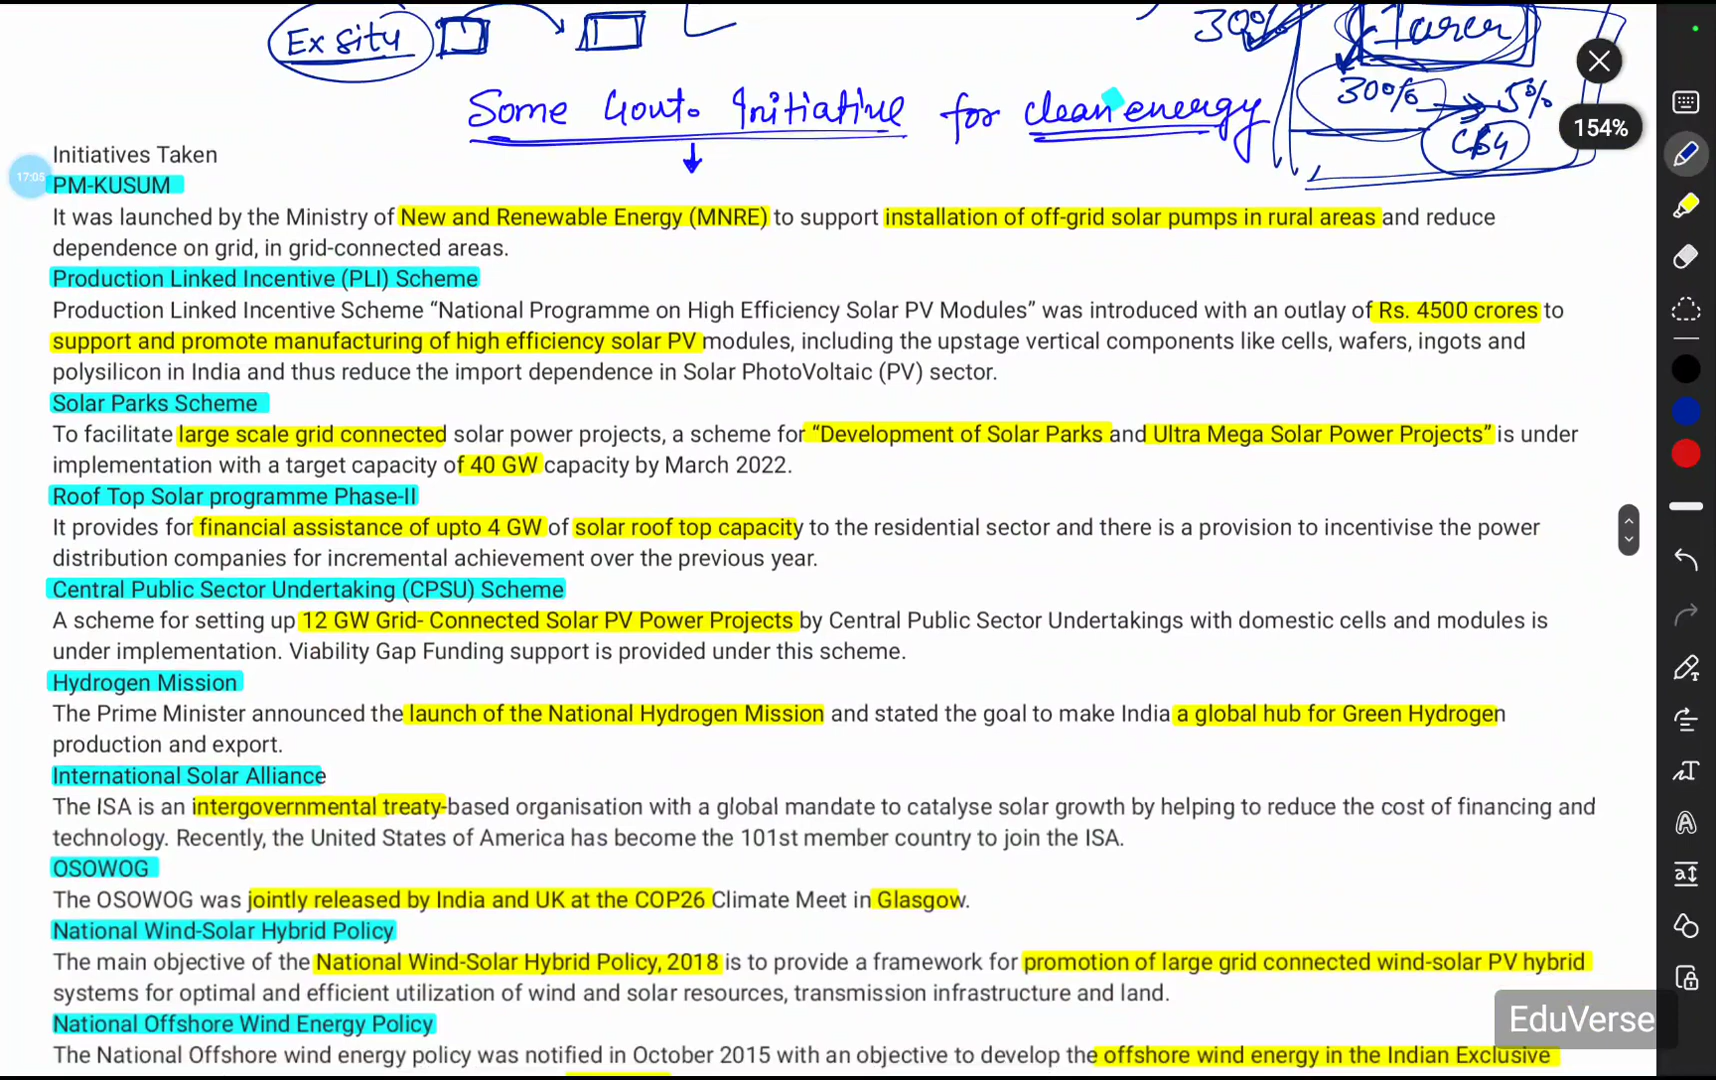 Ex situ
30%
30% 5%
Some Govt. Initiative for clean energy
154%
Initiatives Taken
17:05
PM-KUSUM
It was launched by the Ministry of New and Renewable Energy (MNRE) to support installation of off-grid solar pumps in rural areas and reduce
dependence on grid, in grid-connected areas.
Production Linked Incentive (PLI) Scheme
Production Linked Incentive Scheme “National Programme on High Efficiency Solar PV Modules” was introduced with an outlay of Rs. 4500 crores to
support and promote manufacturing of high efficiency solar PV modules, including the upstage vertical components like cells, wafers, ingots and
polysilicon in India and thus reduce the import dependence in Solar PhotoVoltaic (PV) sector.
Solar Parks Scheme
To facilitate large scale grid connected solar power projects, a scheme for “Development of Solar Parks and Ultra Mega Solar Power Projects” is under
implementation with a target capacity of 40 GW capacity by March 2022.
Roof Top Solar programme Phase-II
It provides for financial assistance of upto 4 GW of solar roof top capacity to the residential sector and there is a provision to incentivise the power
distribution companies for incremental achievement over the previous year.
Central Public Sector Undertaking (CPSU) Scheme
A scheme for setting up 12 GW Grid- Connected Solar PV Power Projects by Central Public Sector Undertakings with domestic cells and modules is
under implementation. Viability Gap Funding support is provided under this scheme.
Hydrogen Mission
The Prime Minister announced the launch of the National Hydrogen Mission and stated the goal to make India a global hub for Green Hydrogen
production and export.
International Solar Alliance
The ISA is an intergovernmental treaty-based organisation with a global mandate to catalyse solar growth by helping to reduce the cost of financing and
technology. Recently, the United States of America has become the 101st member country to join the ISA.
OSOWOG
The OSOWOG was jointly released by India and UK at the COP26 Climate Meet in Glasgow.
National Wind-Solar Hybrid Policy
The main objective of the National Wind-Solar Hybrid Policy, 2018 is to provide a framework for promotion of large grid connected wind-solar PV hybrid
systems for optimal and efficient utilization of wind and solar resources, transmission infrastructure and land.
EduVerse
National Offshore Wind Energy Policy
The National Offshore wind energy policy was notified in October 2015 with an objective to develop the offshore wind energy in the Indian Exclusive